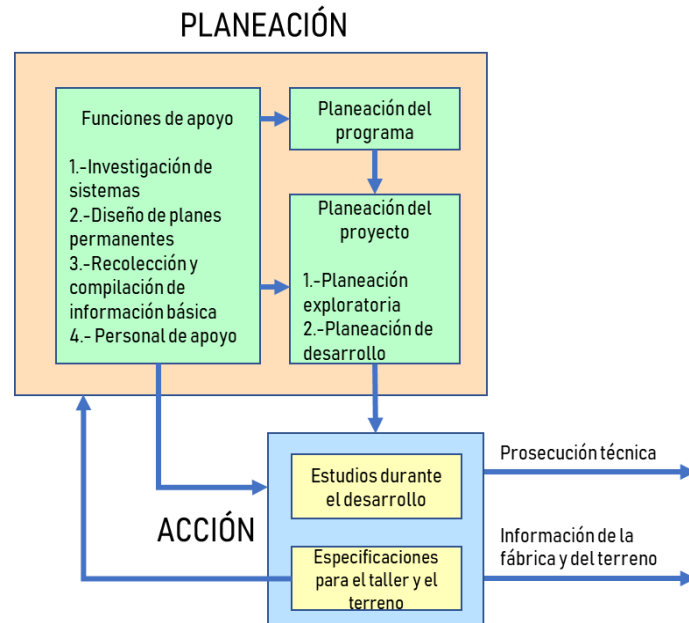 PLANEACIÓN
Funciones de apoyo
1.-Investigación de
sistemas
2.-Diseño de planes
permanentes
3.-Recolección y
compilación de
información básica
4.- Personal de apoyo
Planeación del
programa
Planeación del
proyecto
1.-Planeación
exploratoria
2.-Planeación de
desarrollo
ACCIÓN
Estudios durante
el desarrollo
Especificaciones
para el taller y el
terreno
Prosecución técnica
Información de la
fábrica y del terreno